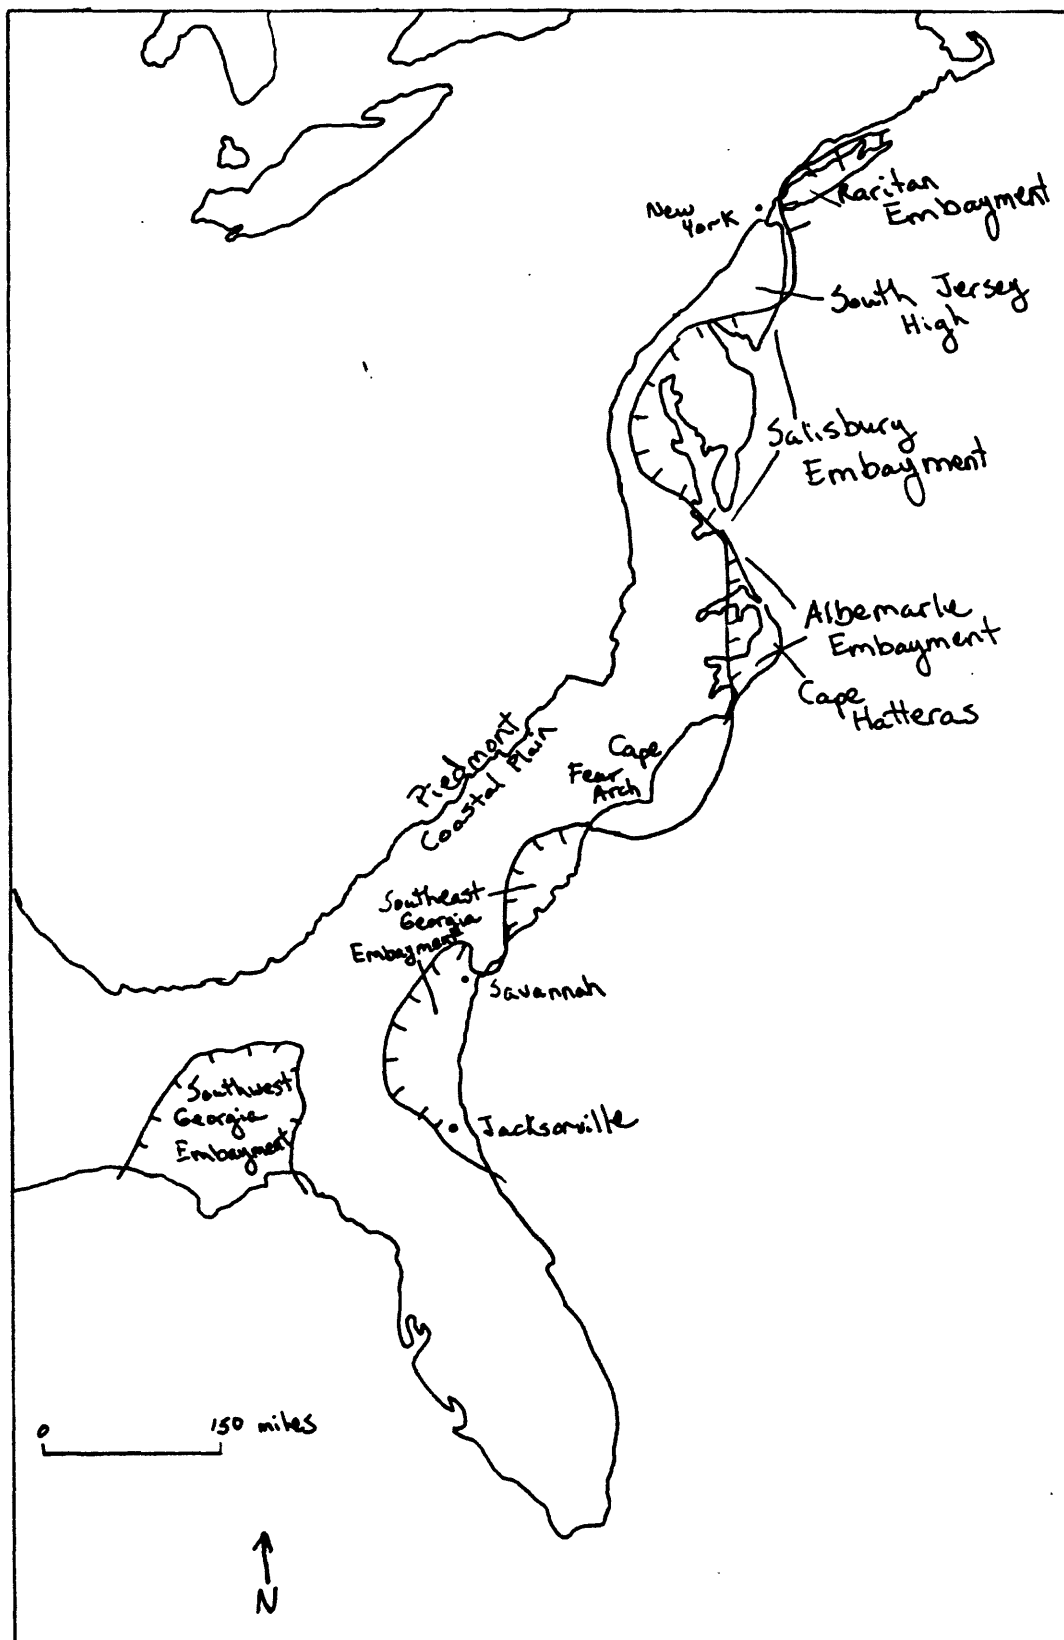 New
York
Raritan
Embayment
South Jersey
High
Salisbury
Embayment
Albemarle
Embayment
Cape
Hatteras
Piedmont
Coastal Plain
Cape
Fear
Arch
Southeast
Georgia
Embayment
Savannah
Southwest
Georgia
Embayment
Jacksonville
0 150 miles
N